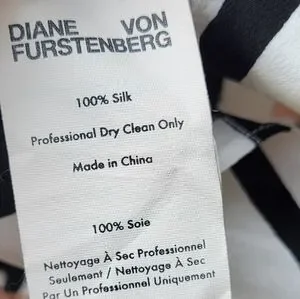 DIANE VON
FURSTENBERG
100% Silk
Professional Dry Clean Only
Made in China
100% Soie
Nettoyage À Sec Professionnel
Seulement / Nettoyage À Sec
Par Un Professionnel Uniquement